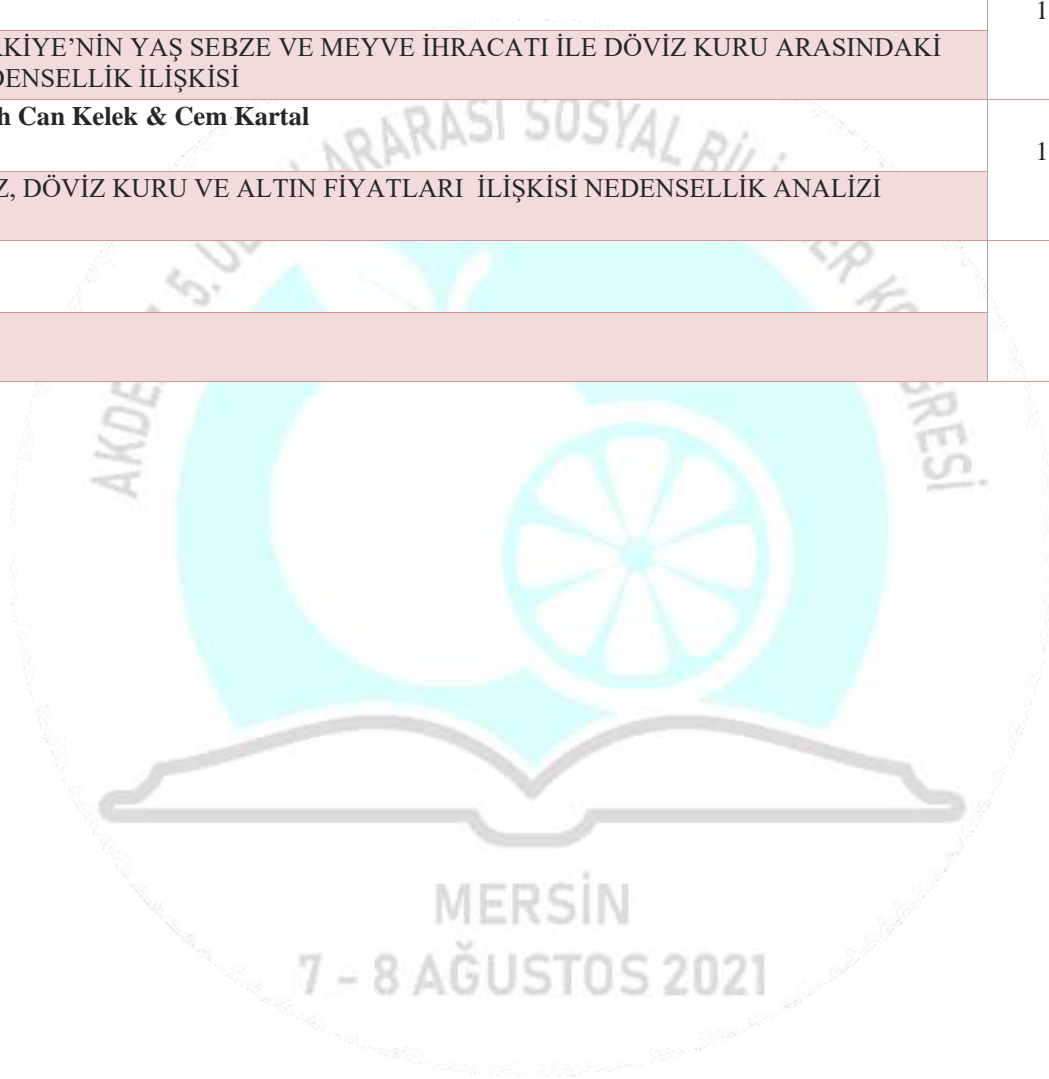 1
RKİYE’NİN YAŞ SEBZE VE MEYVE İHRACATI İLE DÖVİZ KURU ARASINDAKİ
DENSELLİK İLİŞKİSİ
h Can Kelek & Cem Kartal
1
Z, DÖVİZ KURU VE ALTIN FİYATLARI İLİŞKİSİ NEDENSELLİK ANALİZİ
MERSİN
7 - 8 AĞUSTOS 2021